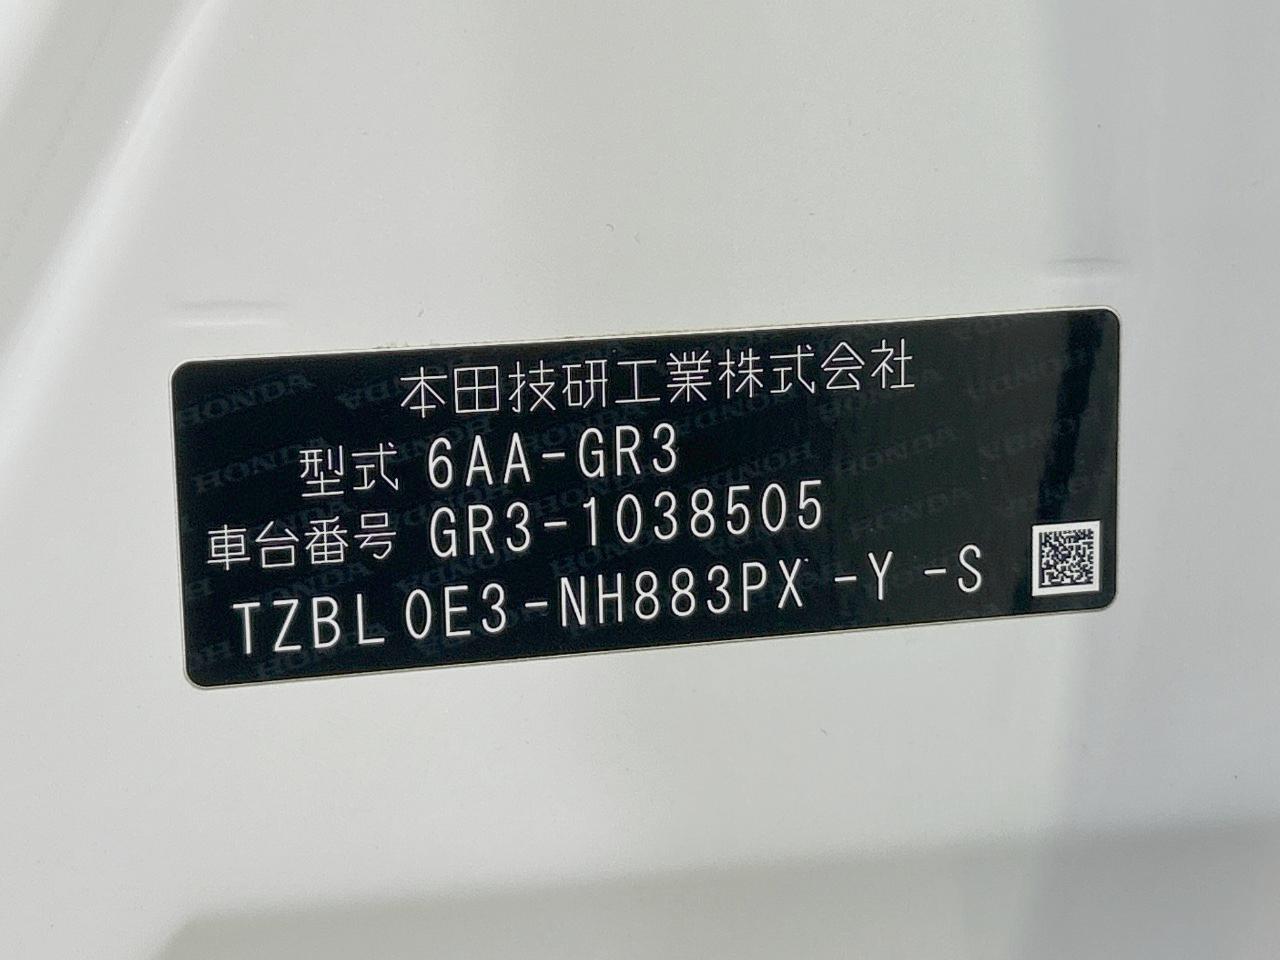 本田技研工業株式会社
型式 6AA-GR3
車台番号 GR3-1038505
TZBL 0E3-NH883PX -Y -S